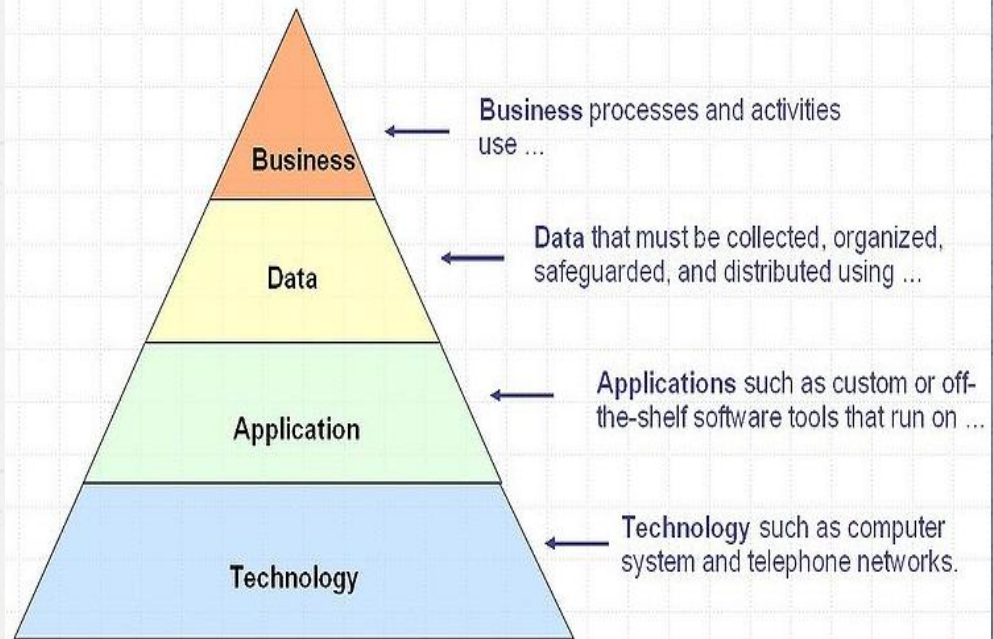 Business
Business processes and activities
use ...
Data
Data that must be collected, organized,
safeguarded, and distributed using ...
Application
Applications such as custom or off-
the-shelf software tools that run on ...
Technology
Technology such as computer
system and telephone networks.